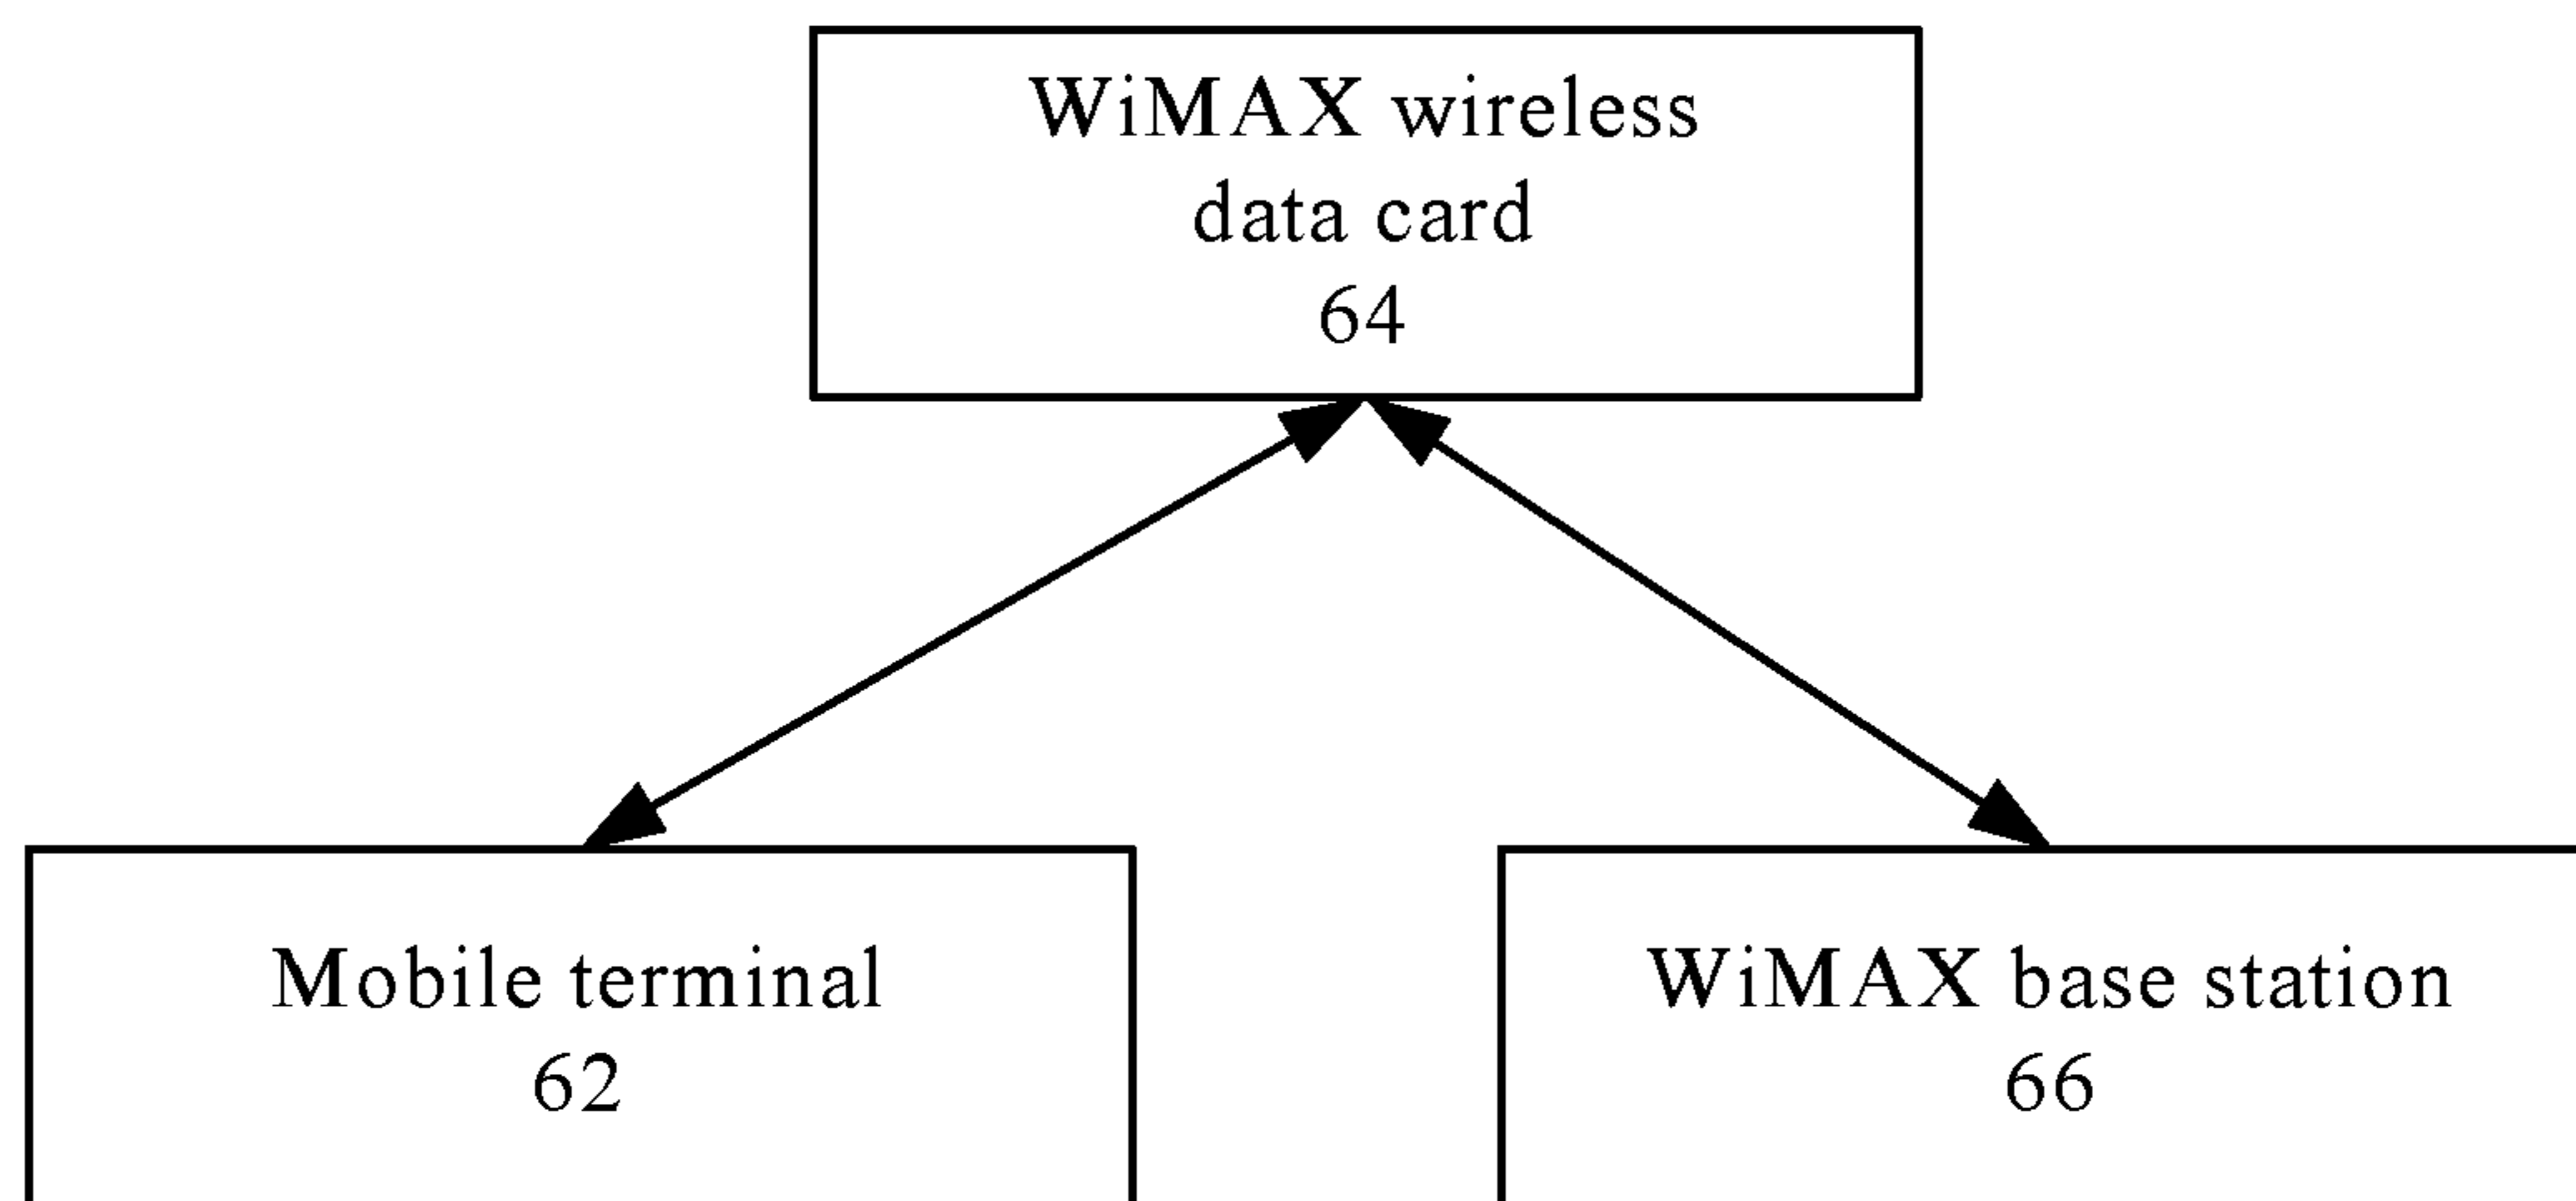 WiMAX wireless
data card
64
Mobile terminal
62
WiMAX base station
66